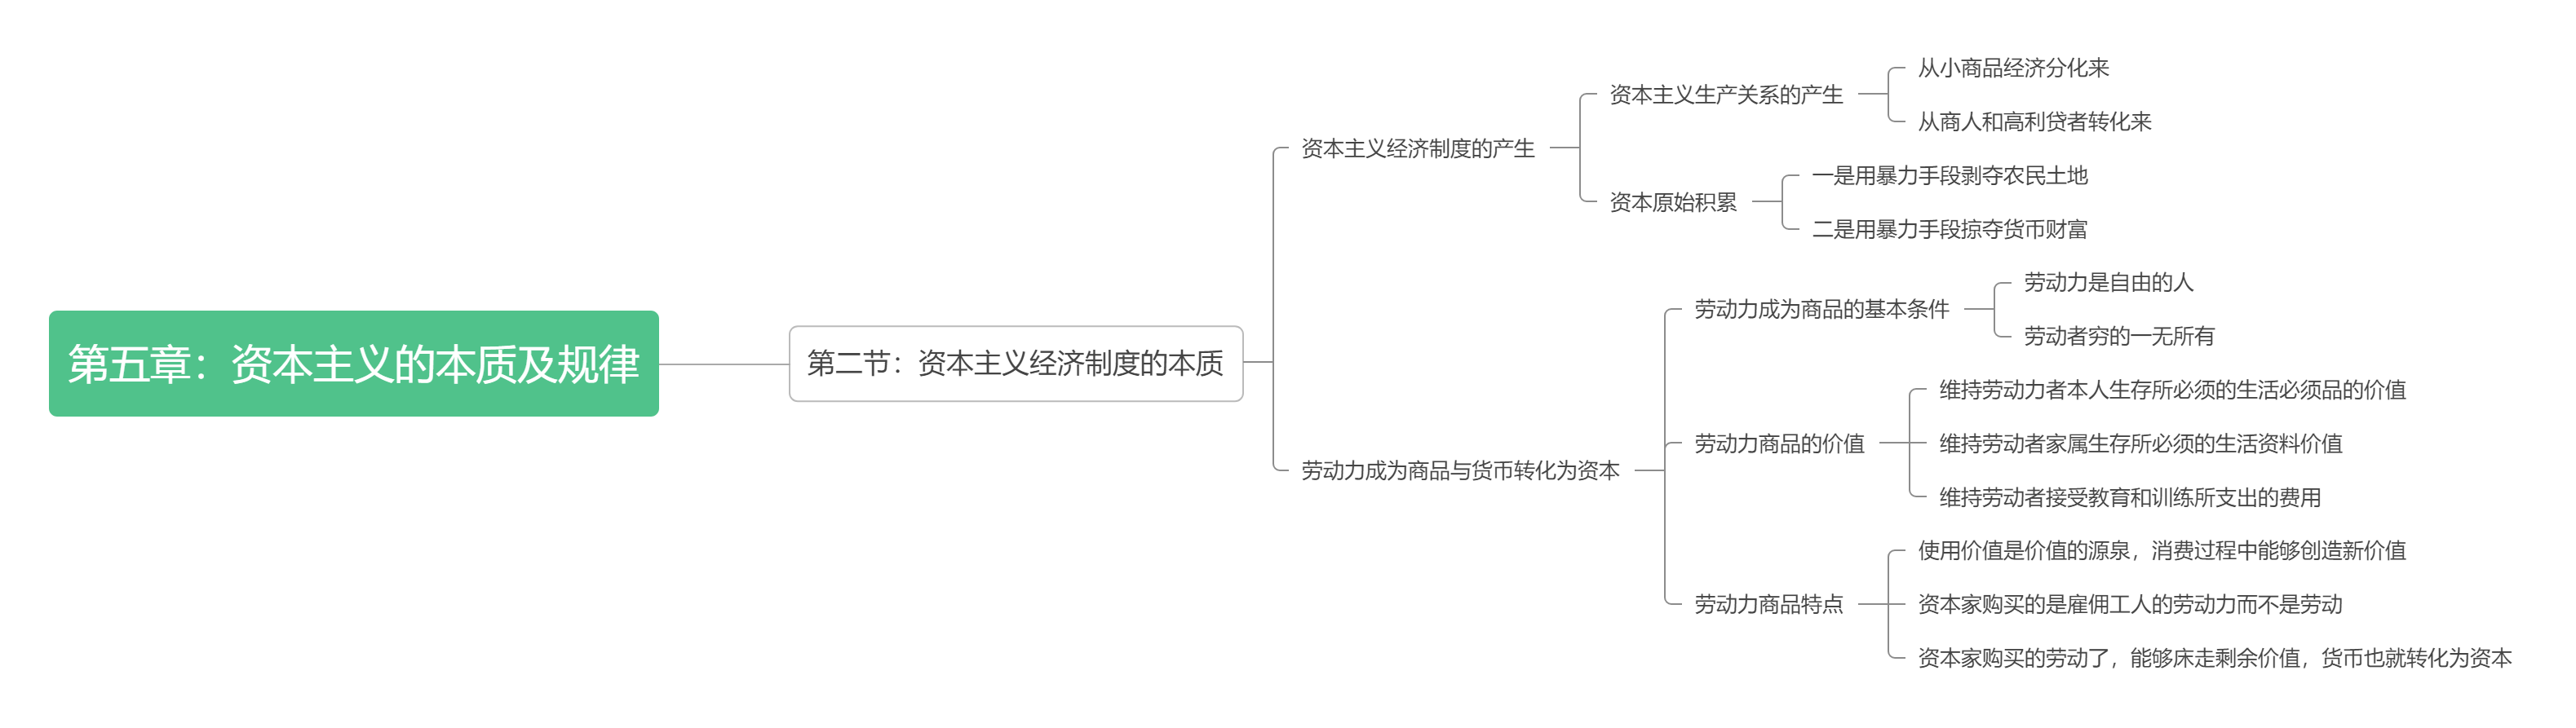 第五章：资本主义的本质及规律
第二节：资本主义经济制度的本质
资本主义经济制度的产生
资本主义生产关系的产生
从小商品经济分化来
从商人和高利贷者转化来
资本原始积累
一是用暴力手段剥夺农民土地
二是用暴力手段掠夺货币财富
劳动力成为商品与货币转化为资本
劳动力成为商品的基本条件
劳动力是自由的人
劳动者穷的一无所有
劳动力商品的价值
维持劳动力者本人生存所必须的生活必须品的价值
维持劳动者家属生存所必须的生活资料价值
维持劳动者接受教育和训练所支出的费用
劳动力商品特点
使用价值是价值的源泉，消费过程中能够创造新价值
资本家购买的是雇佣工人的劳动力而不是劳动
资本家购买的劳动了，能够床走剩余价值，货币也就转化为资本